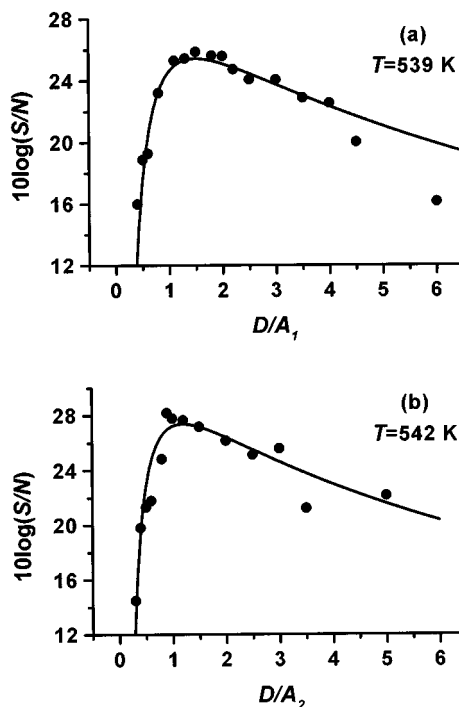 (a)
T=539 K
28
24
20
16
12
10log(S/N)
0 1 2 3 4 5 6
D/A₁
(b)
T=542 K
28
24
20
16
12
10log(S/N)
0 1 2 3 4 5 6
D/A₂